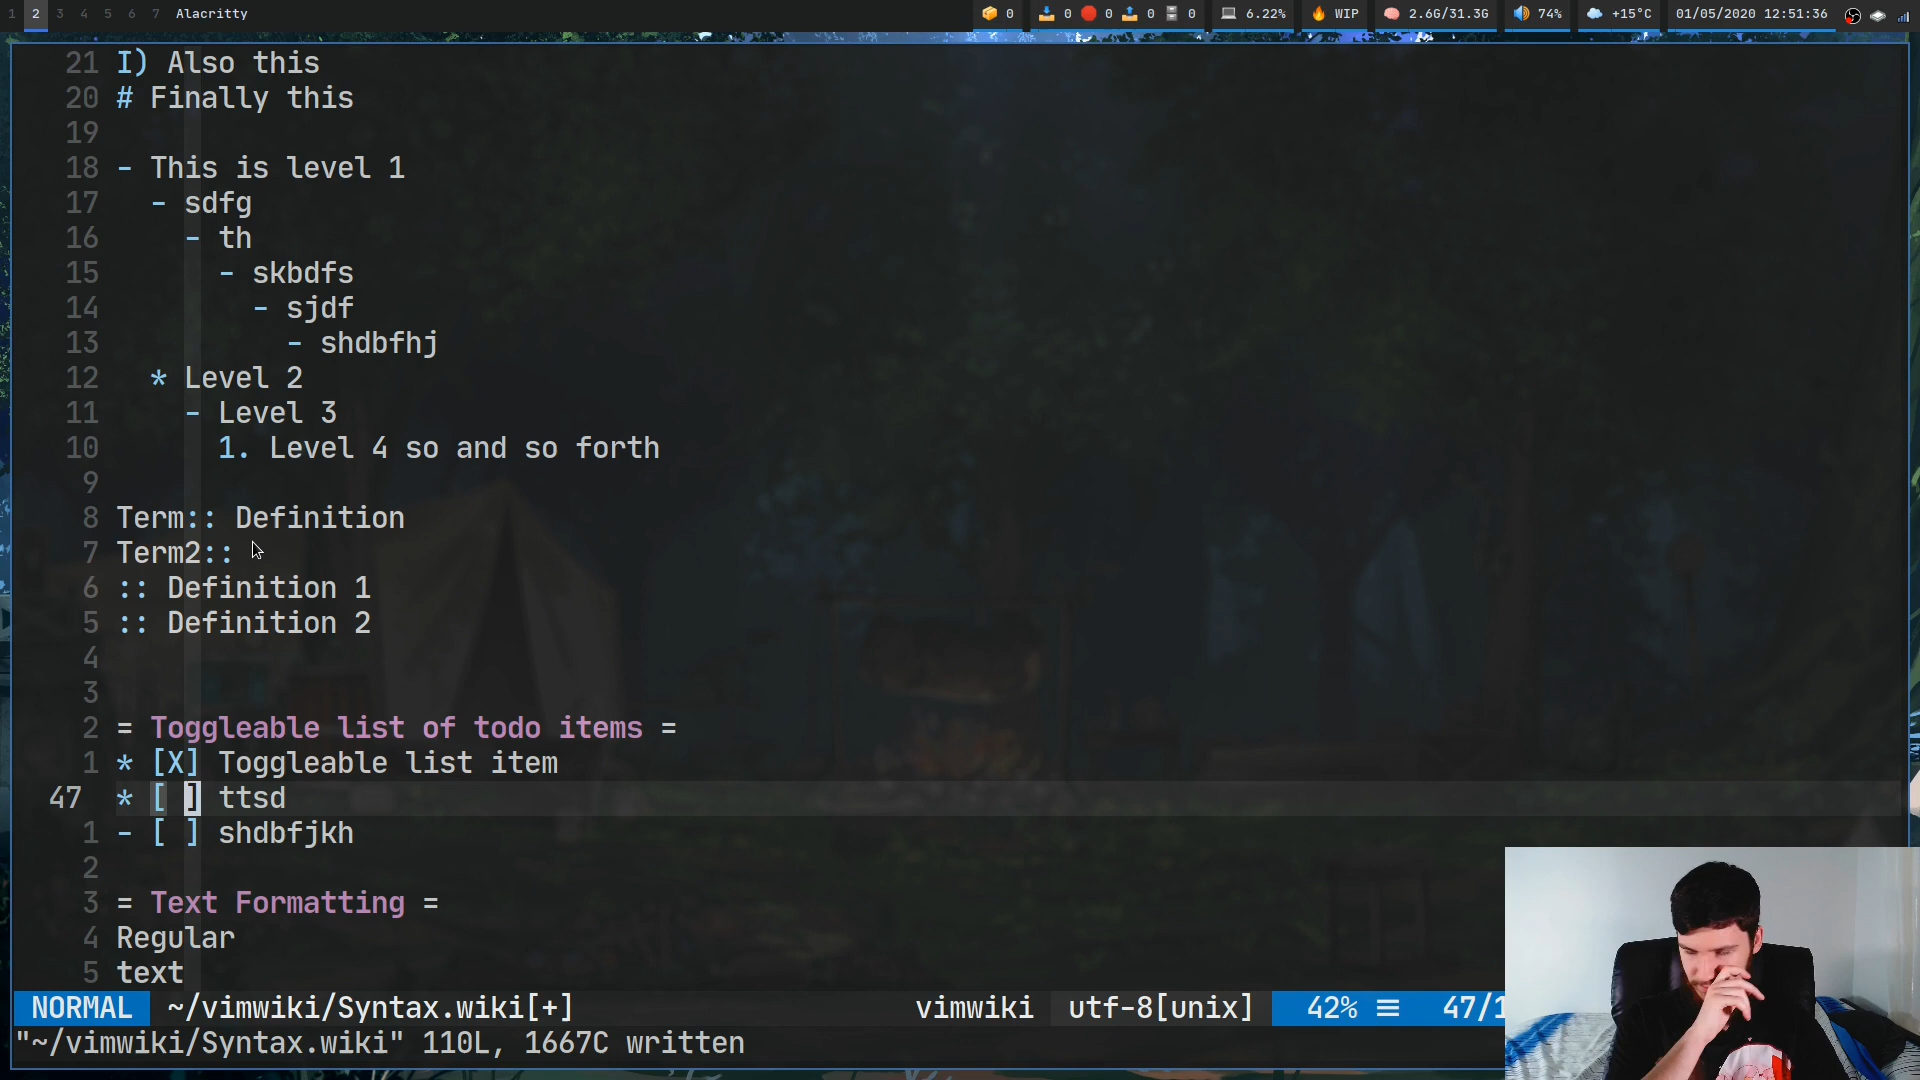 1 2 3 4 5 6 7 Alacritty 0 0 0 0 0 6.22% WIP 2.6G/31.3G 74% +15°C 01/05/2020 12:51:36
21 I) Also this
20 # Finally this
19
18 - This is level 1
17 - sdfg
16 - th
15 - skbdfs
14 - sjdf
13 - shdbfhj
12 * Level 2
11 - Level 3
10 1. Level 4 so and so forth
9
8 Term:: Definition
7 Term2::
6 :: Definition 1
5 :: Definition 2
4
3
2 = Toggleable list of todo items =
1 * [X] Toggleable list item
47 * [ ] ttsd
1 - [ ] shdbfjkh
2
3 = Text Formatting =
4 Regular
5 text
NORMAL ~/vimwiki/Syntax.wiki[+] vimwiki utf-8[unix] 42% ≡ 47/1
"~/vimwiki/Syntax.wiki" 110L, 1667C written